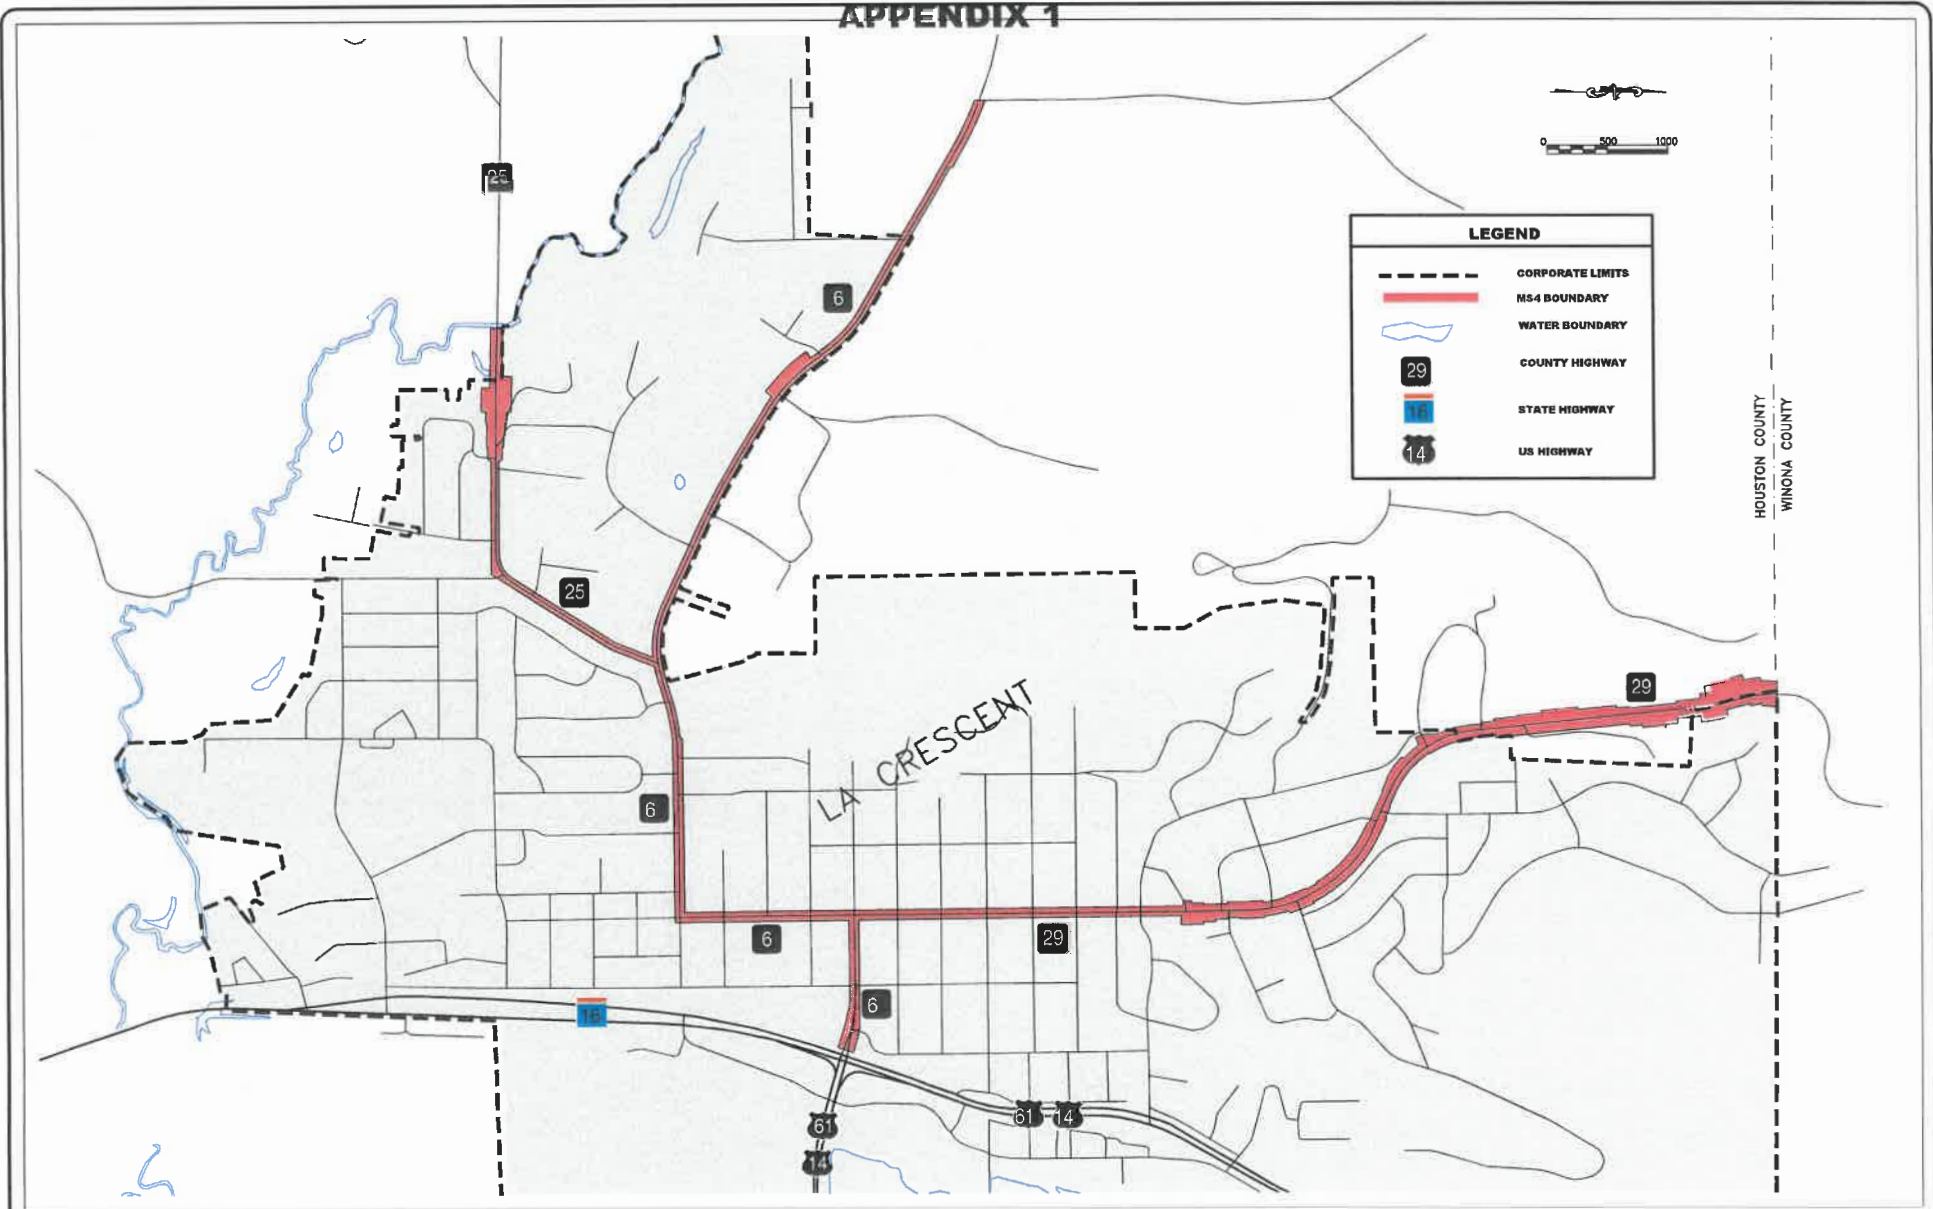 APPENDIX 1
25
0 500 1000
LEGEND
CORPORATE LIMITS
MS4 BOUNDARY
WATER BOUNDARY
29 COUNTY HIGHWAY
16 STATE HIGHWAY
14 US HIGHWAY
HOUSTON COUNTY
WINONA COUNTY
6
25
29
LA CRESCENT
6
6
29
6
16
61
61 14
14